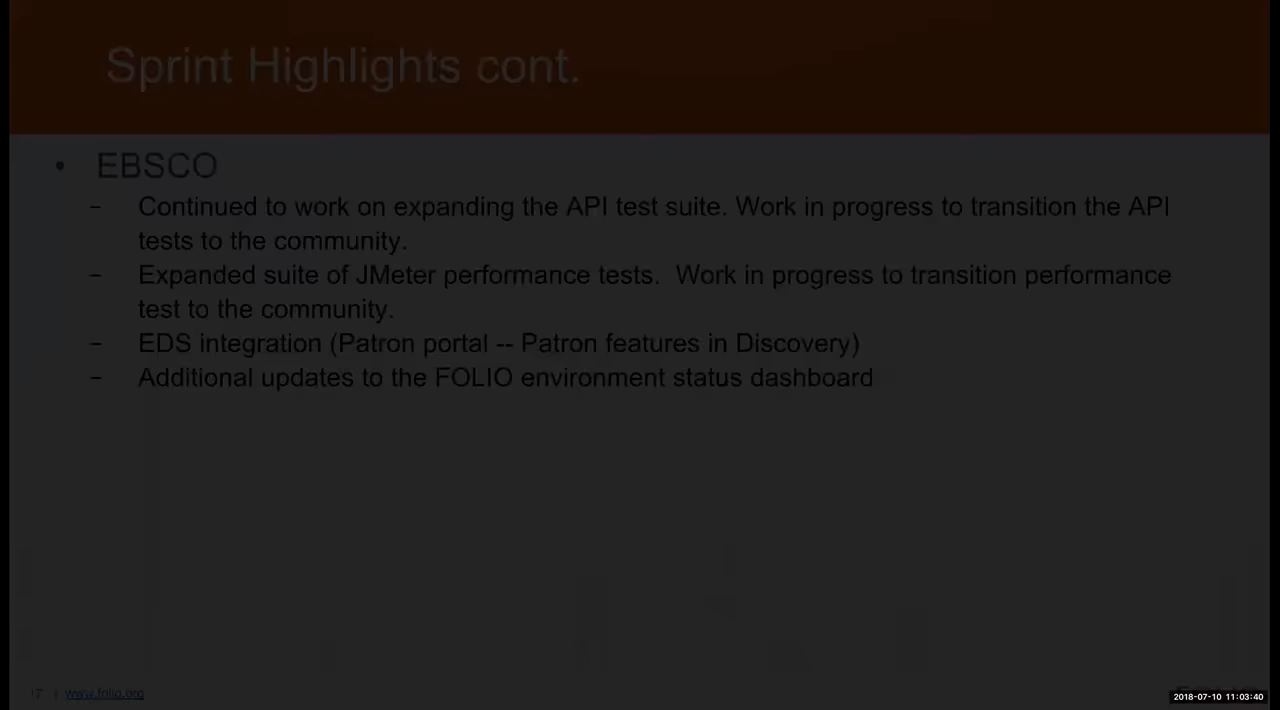 Sprint Highlights cont.
• EBSCO
– Continued to work on expanding the API test suite. Work in progress to transition the API
tests to the community.
– Expanded suite of JMeter performance tests.  Work in progress to transition performance
test to the community.
– EDS integration (Patron portal -- Patron features in Discovery)
– Additional updates to the FOLIO environment status dashboard
17 | www.folio.org
2018-07-10 11:03:40